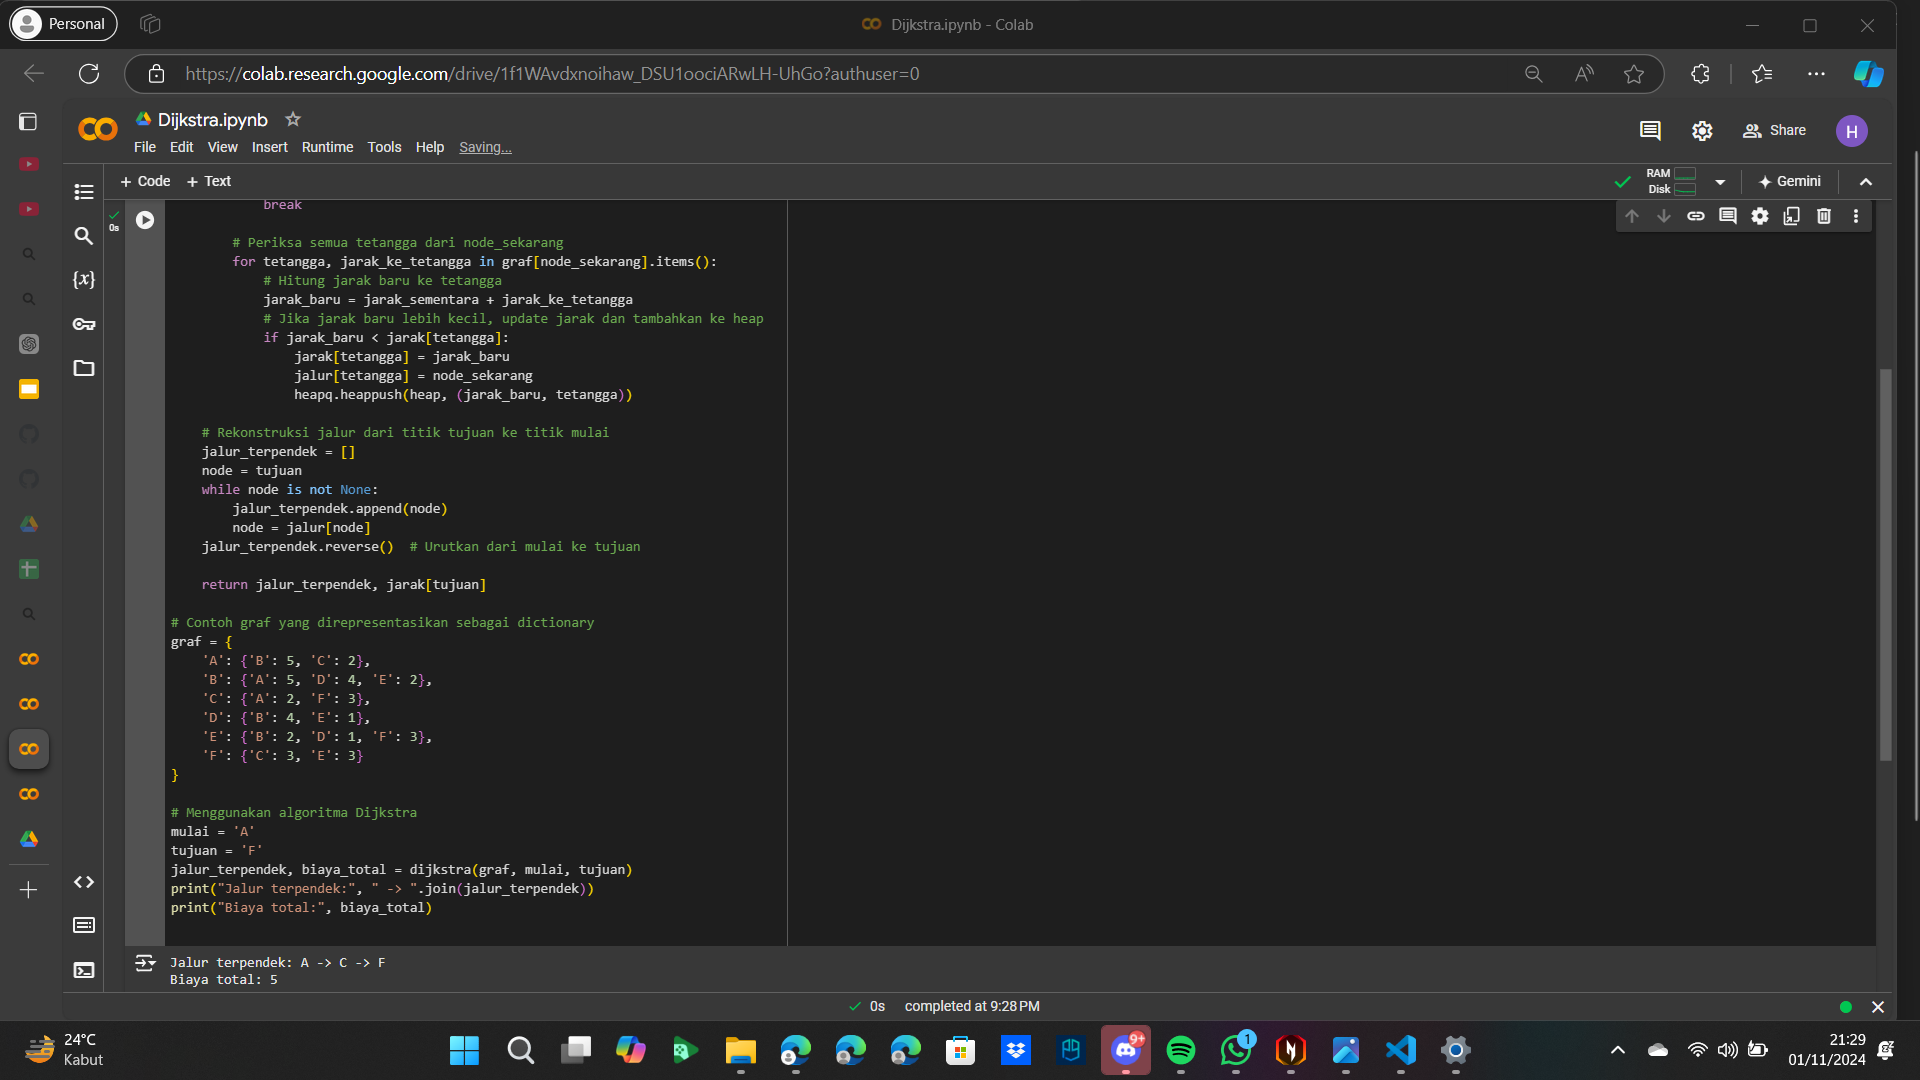 Personal
Dijkstra.ipynb - Colab
https://colab.research.google.com/drive/1f1WAvdxnoihaw_DSU1oociARwLH-UhGo?authuser=0
Dijkstra.ipynb
File Edit View Insert Runtime Tools Help Saving...
Share
H
+ Code + Text
RAM
Disk
Gemini
0s
break
# Periksa semua tetangga dari node_sekarang
for tetangga, jarak_ke_tetangga in graf[node_sekarang].items():
# Hitung jarak baru ke tetangga
jarak_baru = jarak_sementara + jarak_ke_tetangga
# Jika jarak baru lebih kecil, update jarak dan tambahkan ke heap
if jarak_baru < jarak[tetangga]:
jarak[tetangga] = jarak_baru
jalur[tetangga] = node_sekarang
heapq.heappush(heap, (jarak_baru, tetangga))
# Rekonstruksi jalur dari titik tujuan ke titik mulai
jalur_terpendek = []
node = tujuan
while node is not None:
jalur_terpendek.append(node)
node = jalur[node]
jalur_terpendek.reverse()  # Urutkan dari mulai ke tujuan
return jalur_terpendek, jarak[tujuan]
# Contoh graf yang direpresentasikan sebagai dictionary
graf = {
'A': {'B': 5, 'C': 2},
'B': {'A': 5, 'D': 4, 'E': 2},
'C': {'A': 2, 'F': 3},
'D': {'B': 4, 'E': 1},
'E': {'B': 2, 'D': 1, 'F': 3},
'F': {'C': 3, 'E': 3}
}
# Menggunakan algoritma Dijkstra
mulai = 'A'
tujuan = 'F'
jalur_terpendek, biaya_total = dijkstra(graf, mulai, tujuan)
print("Jalur terpendek:", " -> ".join(jalur_terpendek))
print("Biaya total:", biaya_total)
Jalur terpendek: A -> C -> F
Biaya total: 5
0s completed at 9:28 PM
24°C
Kabut
9+
1
21:29
01/11/2024